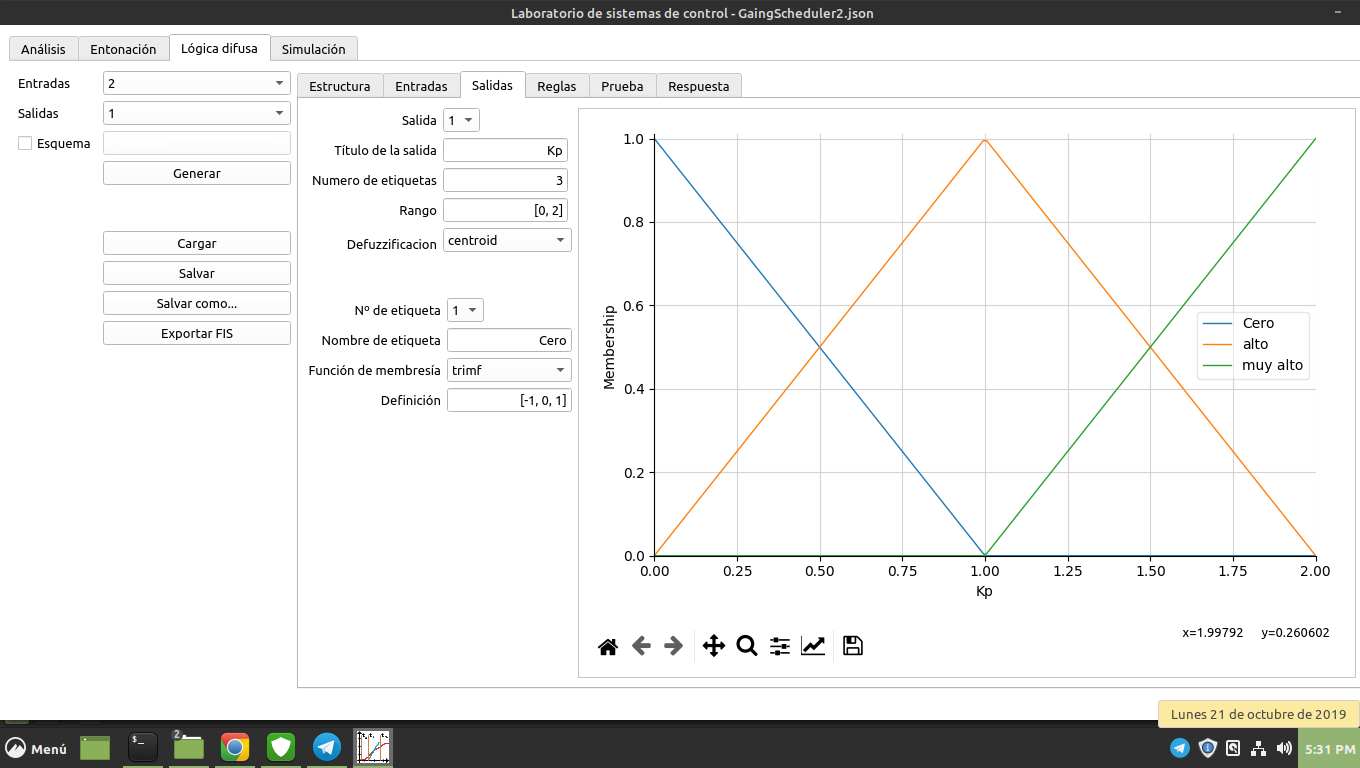 Laboratorio de sistemas de control - GaingScheduler2.json
Análisis Entonación Lógica difusa Simulación
Entradas 2
Salidas 1
Esquema
Generar
Cargar
Salvar
Salvar como...
Exportar FIS
Estructura Entradas Salidas Reglas Prueba Respuesta
Salida 1
Título de la salida Kp
Numero de etiquetas 3
Rango [0, 2]
Defuzzificacion centroid
Nº de etiqueta 1
Nombre de etiqueta Cero
Función de membresía trimf
Definición [-1, 0, 1]
1.0
0.8
0.6
0.4
0.2
0.0
Membership
Cero
alto
muy alto
0.00 0.25 0.50 0.75 1.00 1.25 1.50 1.75 2.00
Kp
x=1.99792 y=0.260602
Lunes 21 de octubre de 2019
Menú
$_
2
5:31 PM